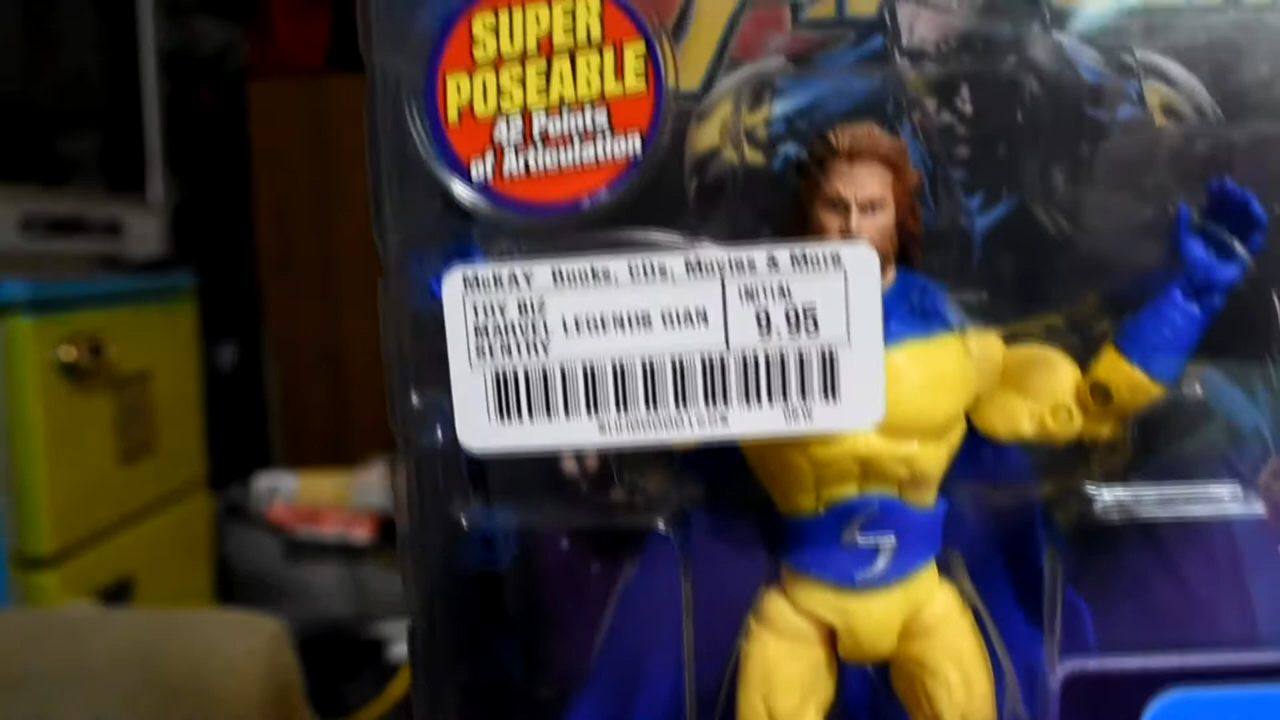 SUPER
POSEABLE
42 Points
of Articulation
McKAY Books, CDs, Movies & More
TOY BIZ
MARVEL LEGENDS GIAN
SENTRY
INITIAL
9.95
S